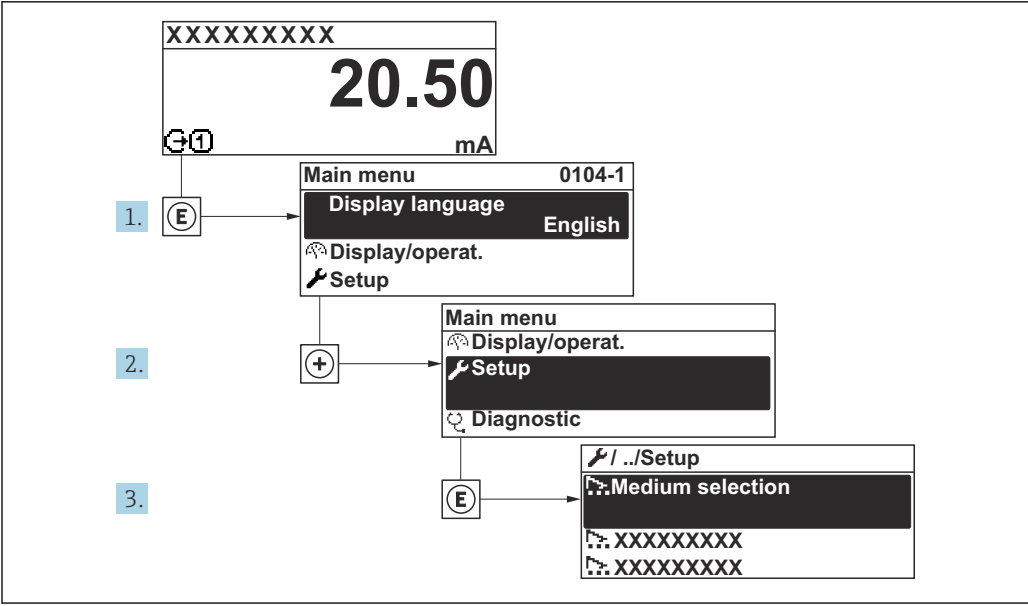 XXXXXXXXX
20.50
1
mA
1.
E
Main menu 0104-1
Display language
English
Display/operat.
Setup
2.
+
Main menu
Display/operat.
Setup
Diagnostic
3.
E
/ ../Setup
Medium selection
XXXXXXXXX
XXXXXXXXX